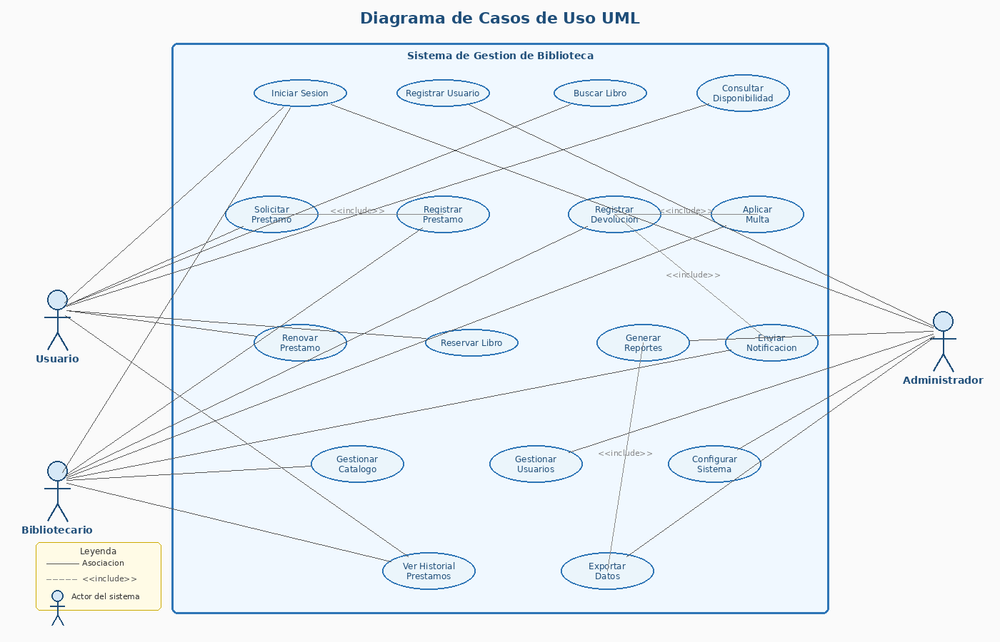 Diagrama de Casos de Uso UML
Sistema de Gestion de Biblioteca
Iniciar Sesion
Registrar Usuario
Buscar Libro
Consultar
Disponibilidad
Solicitar
Prestamo
<<include>>
Registrar
Prestamo
Registrar
Devolucion
<<include>>
Aplicar
Multa
<<include>>
Usuario
Renovar
Prestamo
Reservar Libro
Generar
Reportes
Enviar
Notificacion
Administrador
Gestionar
Catalogo
Gestionar
Usuarios
<<include>>
Configurar
Sistema
Bibliotecario
Ver Historial
Prestamos
Exportar
Datos
Leyenda
Asociacion
<<include>>
Actor del sistema